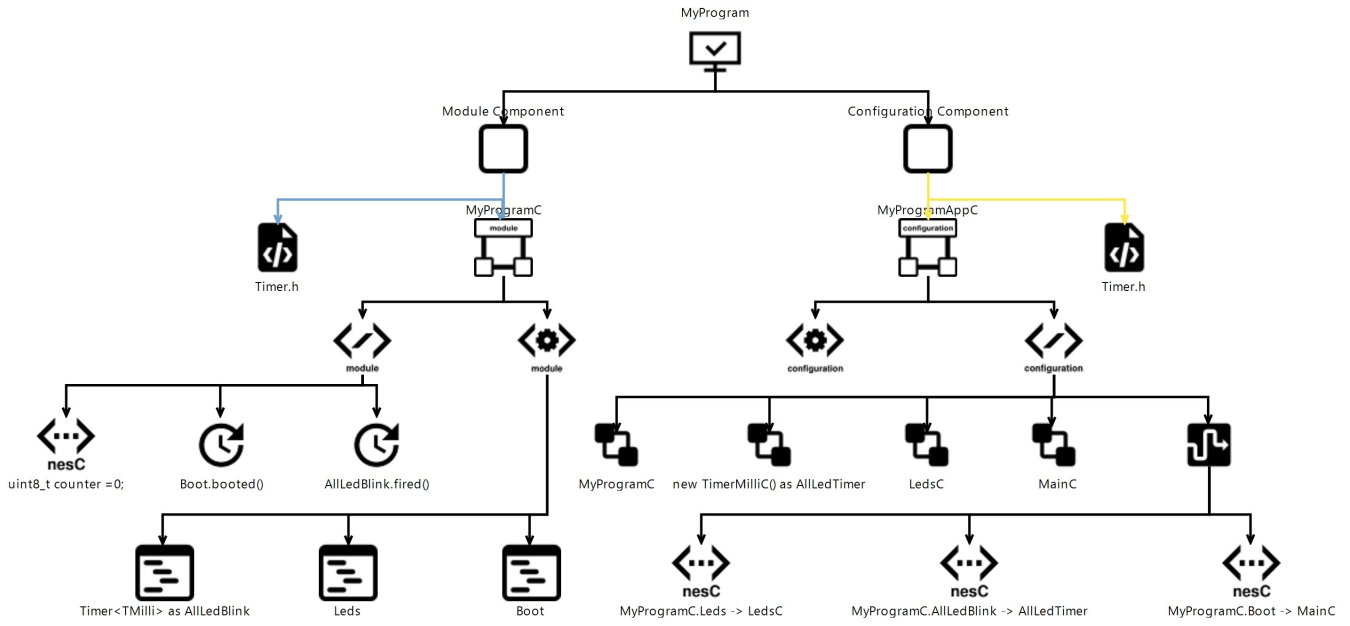 MyProgram
Module Component
Configuration Component
MyProgramC
MyProgramAppC
module
configuration
Timer.h
Timer.h
module
module
configuration
configuration
nesC
uint8_t counter =0;
Boot.booted()
AllLedBlink.fired()
MyProgramC
new TimerMilliC() as AllLedTimer
LedsC
MainC
Timer<TMilli> as AllLedBlink
Leds
Boot
nesC
MyProgramC.Leds -> LedsC
nesC
MyProgramC.AllLedBlink -> AllLedTimer
nesC
MyProgramC.Boot -> MainC